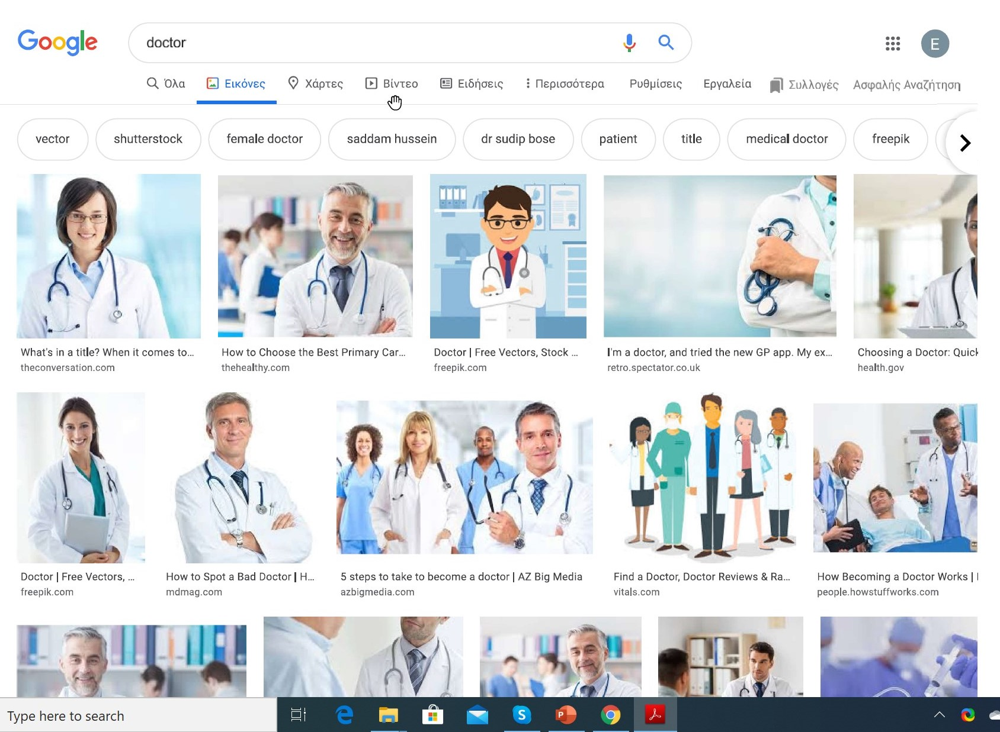 Google
doctor
E
Όλα
Εικόνες
Χάρτες
Βίντεο
Ειδήσεις
Περισσότερα
Ρυθμίσεις
Εργαλεία
Συλλογές
Ασφαλής Αναζήτηση
vector
shutterstock
female doctor
saddam hussein
dr sudip bose
patient
title
medical doctor
freepik
What's in a title? When it comes to...
theconversation.com
How to Choose the Best Primary Car...
thehealthy.com
Doctor | Free Vectors, Stock ...
freepik.com
I'm a doctor, and tried the new GP app. My ex...
retro.spectator.co.uk
Choosing a Doctor: Quick
health.gov
Doctor | Free Vectors, ...
freepik.com
How to Spot a Bad Doctor | H...
mdmag.com
5 steps to take to become a doctor | AZ Big Media
azbigmedia.com
Find a Doctor, Doctor Reviews & Ra...
vitals.com
How Becoming a Doctor Works |
people.howstuffworks.com
Type here to search